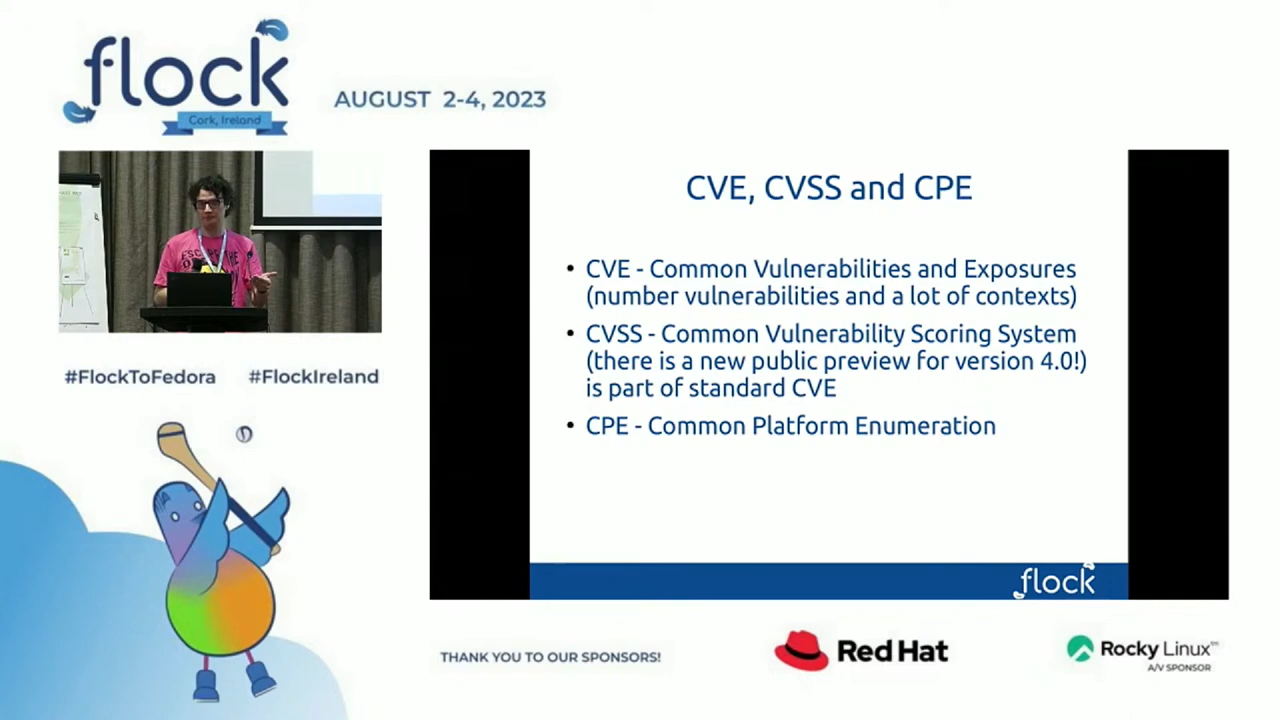 flock
Cork, Ireland
AUGUST 2-4, 2023
#FlockToFedora #FlockIreland
CVE, CVSS and CPE
• CVE - Common Vulnerabilities and Exposures
(number vulnerabilities and a lot of contexts)
• CVSS - Common Vulnerability Scoring System
(there is a new public preview for version 4.0!)
is part of standard CVE
• CPE - Common Platform Enumeration
flock
THANK YOU TO OUR SPONSORS!
Red Hat
Rocky Linux™
A/V SPONSOR